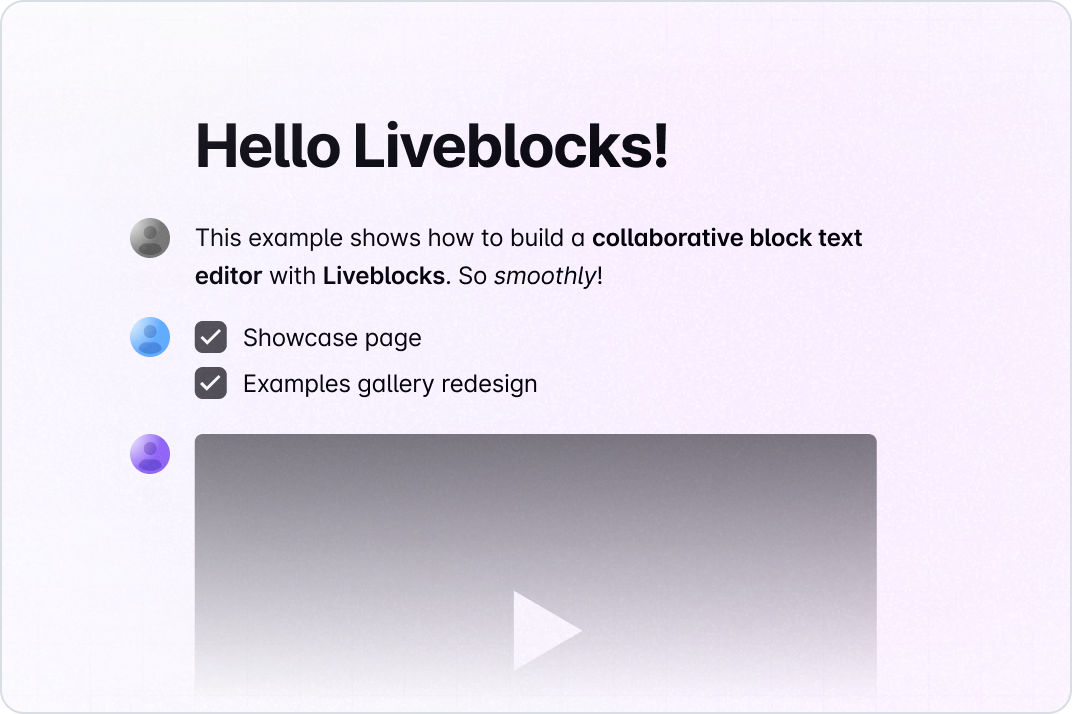 Hello Liveblocks!
This example shows how to build a collaborative block text
editor with Liveblocks. So smoothly!
Showcase page
Examples gallery redesign